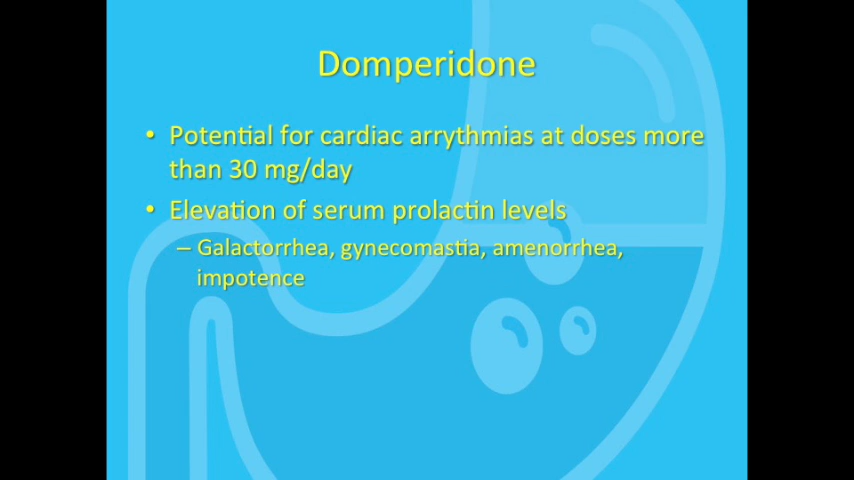 Domperidone
• Potential for cardiac arrythmias at doses more
than 30 mg/day
• Elevation of serum prolactin levels
– Galactorrhea, gynecomastia, amenorrhea,
impotence